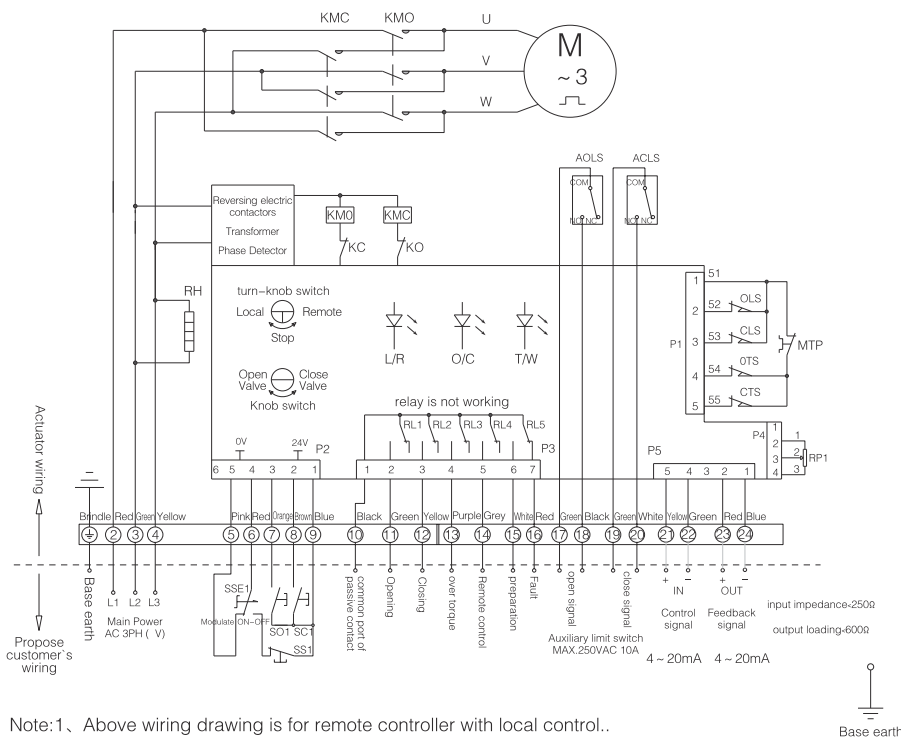 KMC KMO U
M
~ 3
V
W
AOLS ACLS
COM COM
NO NC NO NC
Reversing electric
contactors
Transformer
Phase Detector
KM0 KMC
KC KO
RH
turn-knob switch
Local Remote
Stop
Open Valve Close Valve
Knob switch
L/R O/C T/W
relay is not working
RL1 RL2 RL3 RL4 RL5
P1
1 51
2 52 OLS
3 53 CLS
4 54 0TS
5 55 CTS
MTP
0V 24V P2
6 5 4 3 2 1
P3
1 2 3 4 5 6 7
P5
5 4 3 2 1
P4
1
2
3
4
1
2
3
RP1
Actuator wiring
Brindle Red Green Yellow Pink Red Orange Brown Blue Black Green Yellow Purple Grey White Red Green Black Green White Yellow Green Red Blue
2 3 4 5 6 7 8 9 10 11 12 13 14 15 16 17 18 19 20 21 22 23 24
Propose
customer`s
wiring
Base earth
L1 L2 L3
Main Power
AC 3PH ( V)
SSE1
Modulate ON-OFF
SO1 SC1
SS1
common port of
passive contact
Opening
Closing
over torque
Remote control
preparation
Fault
open signal
close signal
Auxiliary limit switch
MAX.250VAC 10A
+ − + −
IN OUT
Control
signal
Feedback
signal
4 ~ 20mA 4 ~ 20mA
input impedance<250Ω
output loading<600Ω
Base earth
Note:1、Above wiring drawing is for remote controller with local control..